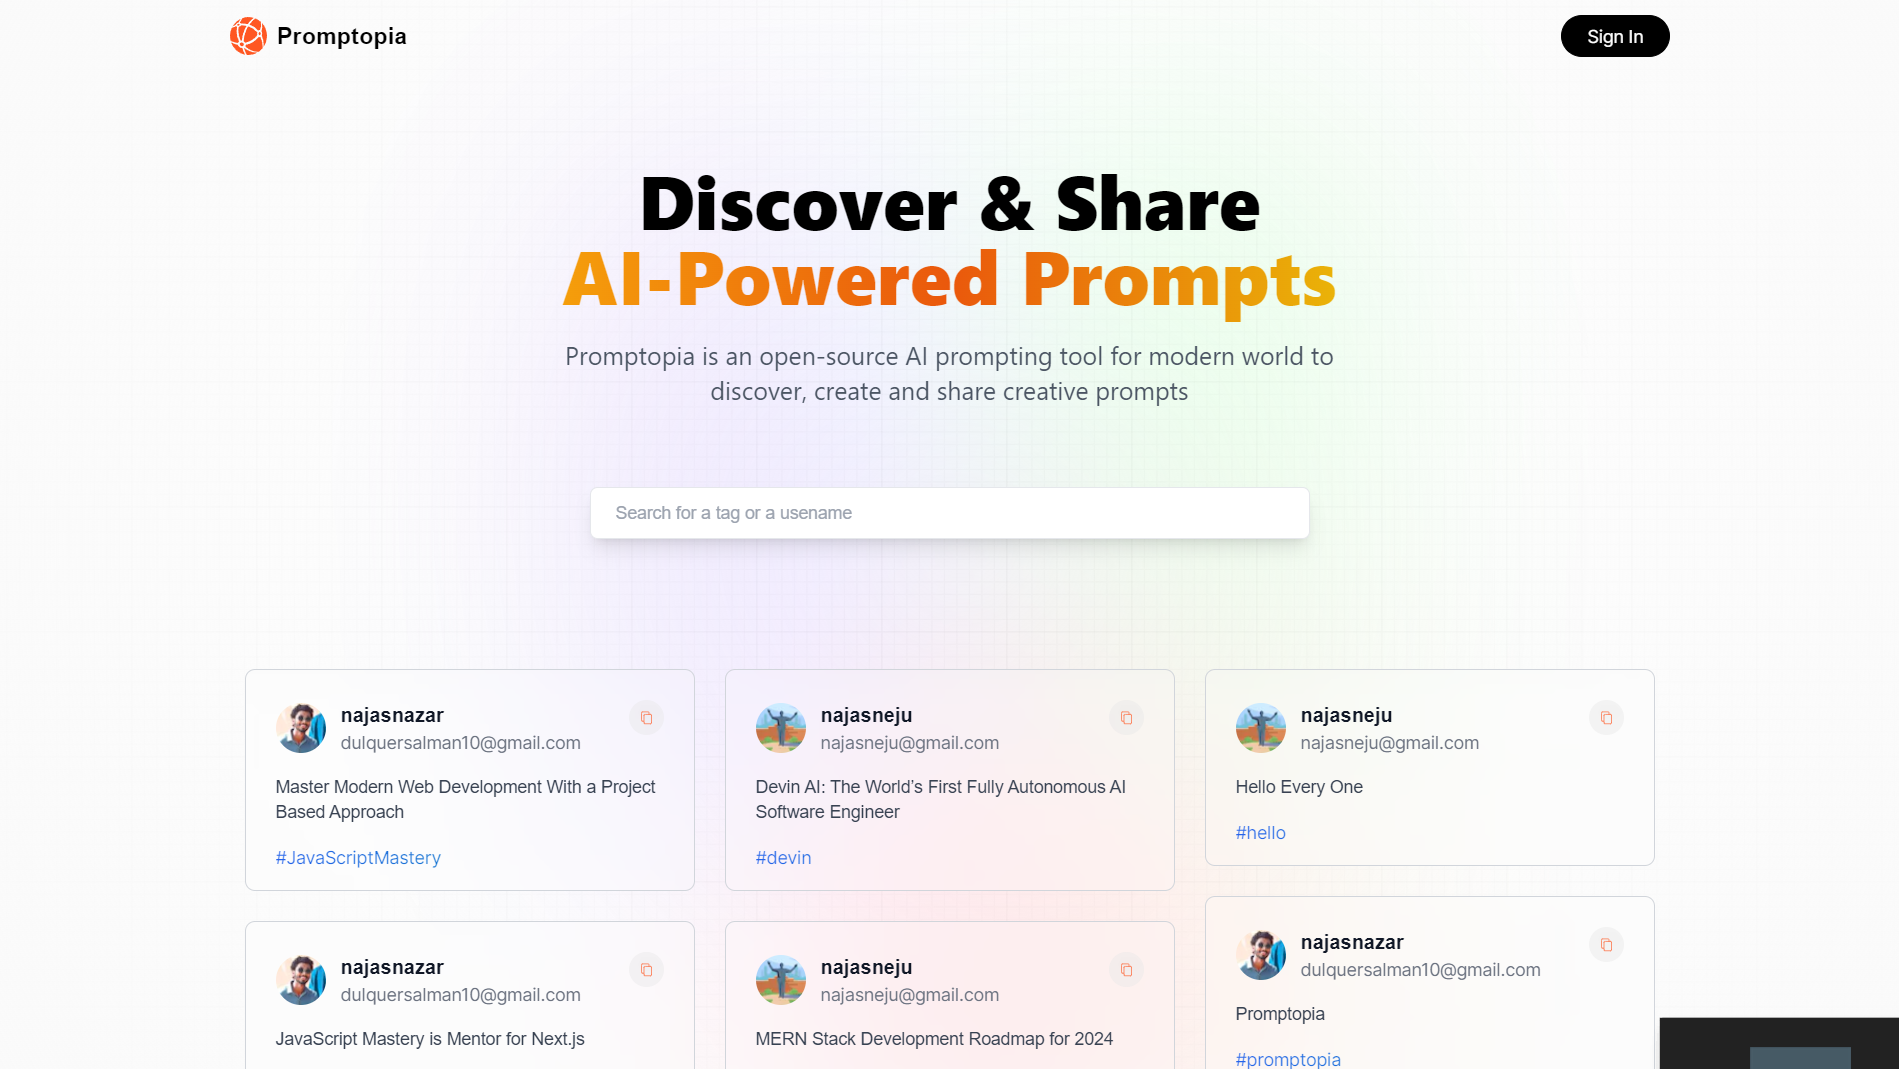 Promptopia
Sign In
Discover & Share
AI-Powered Prompts
Promptopia is an open-source AI prompting tool for modern world to
discover, create and share creative prompts
Search for a tag or a usename
najasnazar
dulquersalman10@gmail.com
Master Modern Web Development With a Project
Based Approach
#JavaScriptMastery
najasneju
najasneju@gmail.com
Devin AI: The World’s First Fully Autonomous AI
Software Engineer
#devin
najasneju
najasneju@gmail.com
Hello Every One
#hello
najasnazar
dulquersalman10@gmail.com
JavaScript Mastery is Mentor for Next.js
najasneju
najasneju@gmail.com
MERN Stack Development Roadmap for 2024
najasnazar
dulquersalman10@gmail.com
Promptopia
#promptopia